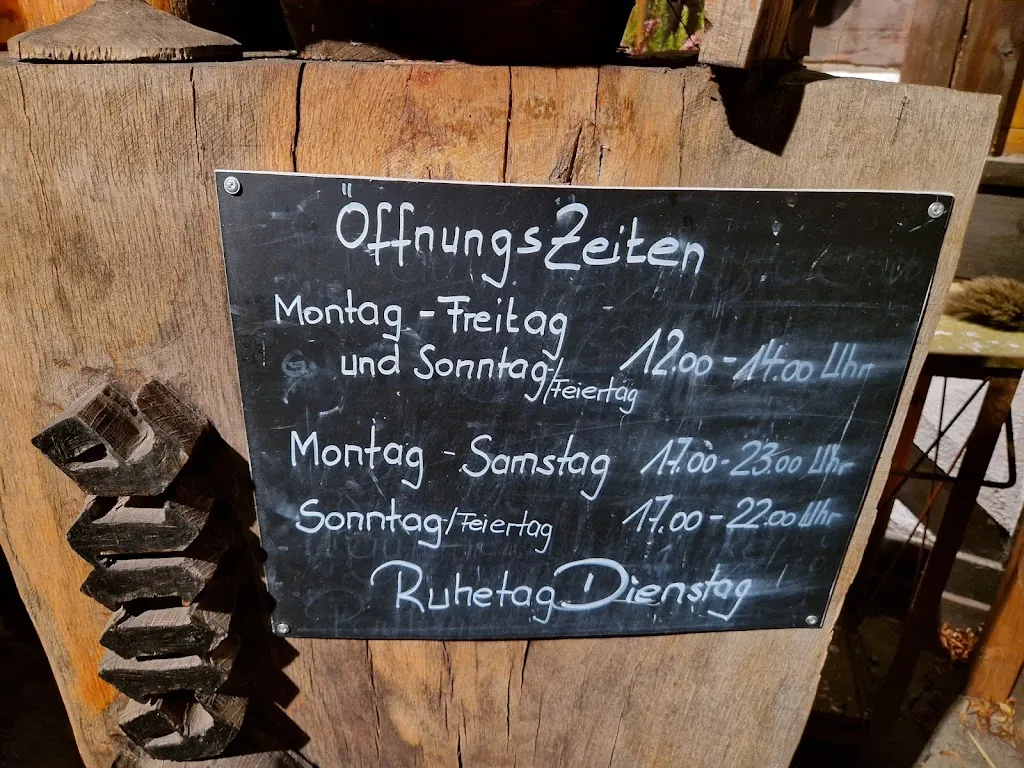 ÖffnungsZeiten
Montag - Freitag
und Sonntag/Feiertag 12.00 - 14.00 Uhr
Montag - Samstag 17.00 - 23.00 Uhr
Sonntag/Feiertag 17.00 - 22.00 Uhr
Ruhetag Dienstag